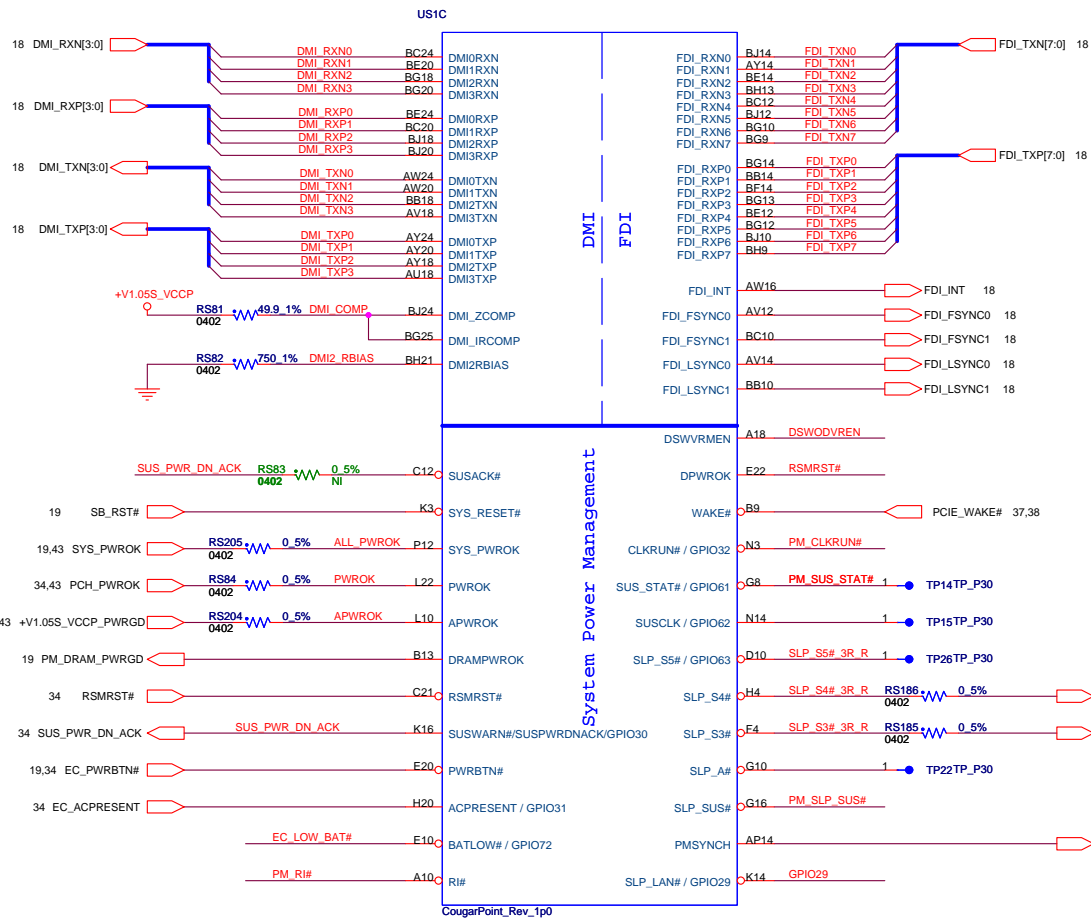 US1C
18 DMI_RXN[3:0]
DMI_RXN0 BC24 DMI0RXN
DMI_RXN1 BE20 DMI1RXN
DMI_RXN2 BG18 DMI2RXN
DMI_RXN3 BG20 DMI3RXN
18 DMI_RXP[3:0]
DMI_RXP0 BE24 DMI0RXP
DMI_RXP1 BC20 DMI1RXP
DMI_RXP2 BJ18 DMI2RXP
DMI_RXP3 BJ20 DMI3RXP
18 DMI_TXN[3:0]
DMI_TXN0 AW24 DMI0TXN
DMI_TXN1 AW20 DMI1TXN
DMI_TXN2 BB18 DMI2TXN
DMI_TXN3 AV18 DMI3TXN
18 DMI_TXP[3:0]
DMI_TXP0 AY24 DMI0TXP
DMI_TXP1 AY20 DMI1TXP
DMI_TXP2 AY18 DMI2TXP
DMI_TXP3 AU18 DMI3TXP
+V1.05S_VCCP
RS81 49.9_1% DMI_COMP BJ24 DMI_ZCOMP
0402
BG25 DMI_IRCOMP
RS82 750_1% DMI2_RBIAS BH21 DMI2RBIAS
0402
DMI
FDI
FDI_RXN0 BJ14 FDI_TXN0
FDI_RXN1 AY14 FDI_TXN1
FDI_RXN2 BE14 FDI_TXN2
FDI_RXN3 BH13 FDI_TXN3
FDI_RXN4 BC12 FDI_TXN4
FDI_RXN5 BJ12 FDI_TXN5
FDI_RXN6 BG10 FDI_TXN6
FDI_RXN7 BG9 FDI_TXN7
FDI_TXN[7:0] 18
FDI_RXP0 BG14 FDI_TXP0
FDI_RXP1 BB14 FDI_TXP1
FDI_RXP2 BF14 FDI_TXP2
FDI_RXP3 BG13 FDI_TXP3
FDI_RXP4 BE12 FDI_TXP4
FDI_RXP5 BG12 FDI_TXP5
FDI_RXP6 BJ10 FDI_TXP6
FDI_RXP7 BH9 FDI_TXP7
FDI_TXP[7:0] 18
FDI_INT AW16 FDI_INT 18
FDI_FSYNC0 AV12 FDI_FSYNC0 18
FDI_FSYNC1 BC10 FDI_FSYNC1 18
FDI_LSYNC0 AV14 FDI_LSYNC0 18
FDI_LSYNC1 BB10 FDI_LSYNC1 18
System Power Management
SUS_PWR_DN_ACK RS83 0_5% C12 SUSACK#
0402 NI
19 SB_RST# K3 SYS_RESET#
19,43 SYS_PWROK RS205 0_5% ALL_PWROK P12 SYS_PWROK
0402
34,43 PCH_PWROK RS84 0_5% PWROK L22 PWROK
0402
43 +V1.05S_VCCP_PWRGD RS204 0_5% APWROK L10 APWROK
0402
19 PM_DRAM_PWRGD B13 DRAMPWROK
34 RSMRST# C21 RSMRST#
34 SUS_PWR_DN_ACK SUS_PWR_DN_ACK K16 SUSWARN#/SUSPWRDNACK/GPIO30
19,34 EC_PWRBTN# E20 PWRBTN#
34 EC_ACPRESENT H20 ACPRESENT / GPIO31
EC_LOW_BAT# E10 BATLOW# / GPIO72
PM_RI# A10 RI#
DSWVRMEN A18 DSWODVREN
DPWROK E22 RSMRST#
WAKE# B9 PCIE_WAKE# 37,38
CLKRUN# / GPIO32 N3 PM_CLKRUN#
SUS_STAT# / GPIO61 G8 PM_SUS_STAT# 1 TP14 TP_P30
SUSCLK / GPIO62 N14 1 TP15 TP_P30
SLP_S5# / GPIO63 D10 SLP_S5#_3R_R 1 TP26 TP_P30
SLP_S4# H4 SLP_S4#_3R_R RS186 0_5%
0402
SLP_S3# F4 SLP_S3#_3R_R RS185 0_5%
0402
SLP_A# G10 1 TP22 TP_P30
SLP_SUS# G16 PM_SLP_SUS#
PMSYNCH AP14
SLP_LAN# / GPIO29 K14 GPIO29
CougarPoint_Rev_1p0